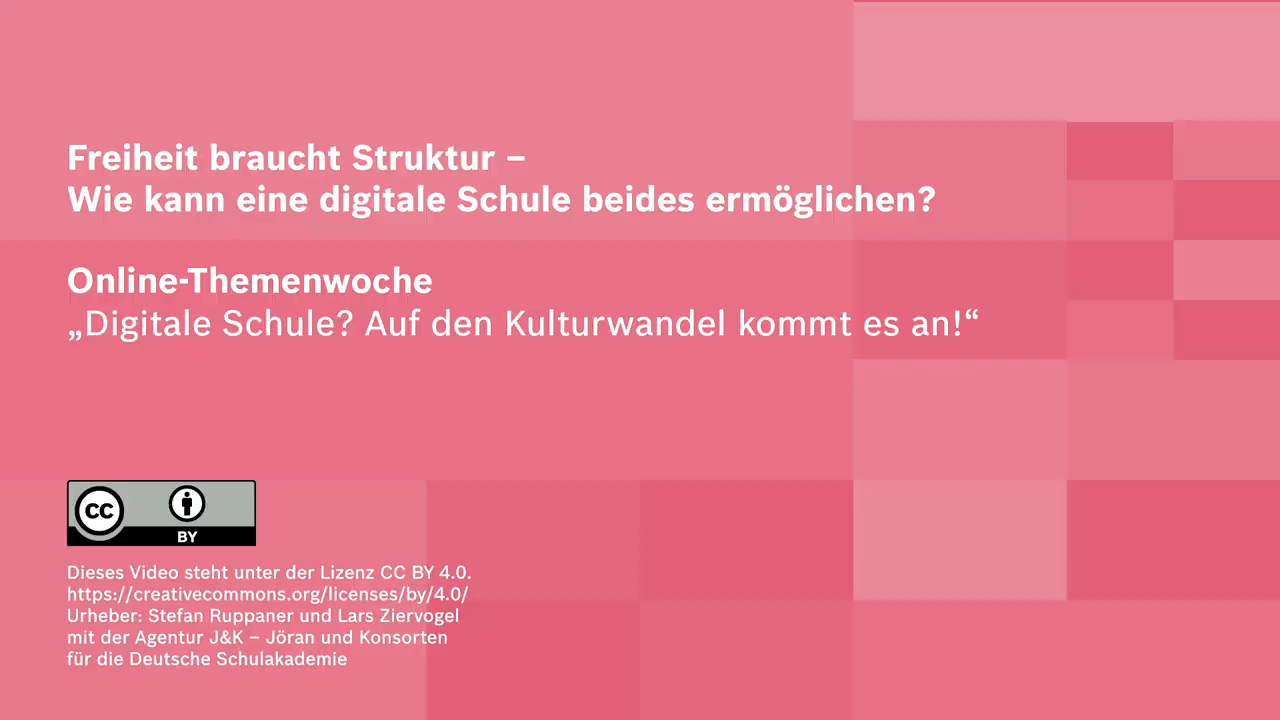 Freiheit braucht Struktur –
Wie kann eine digitale Schule beides ermöglichen?
Online-Themenwoche
„Digitale Schule? Auf den Kulturwandel kommt es an!“
CC
BY
Dieses Video steht unter der Lizenz CC BY 4.0.
https://creativecommons.org/licenses/by/4.0/
Urheber: Stefan Ruppaner und Lars Ziervogel
mit der Agentur J&K – Jöran und Konsorten
für die Deutsche Schulakademie